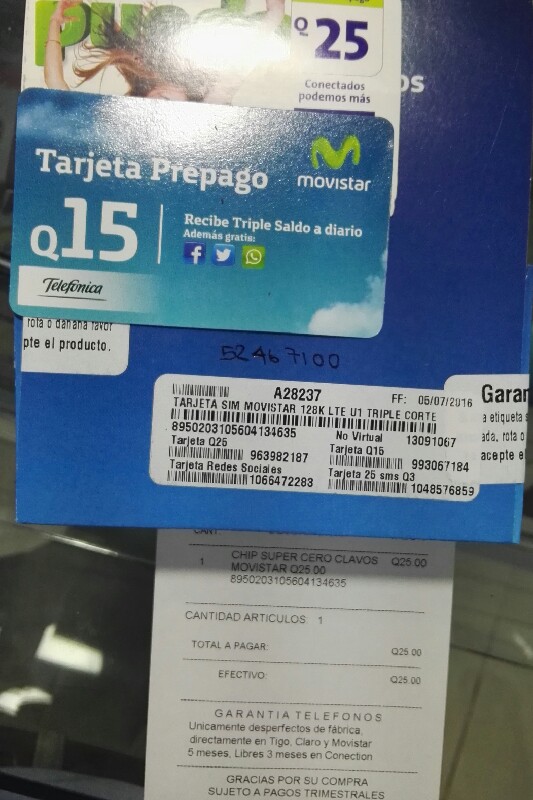 Q25
Conectados
podemos más
os
Tarjeta Prepago
movistar
Q15
Recibe Triple Saldo a diario
Además gratis:
Telefónica
rota o dañana favor
pte el producto.
52467100
A28237
FF: 05/07/2016
TARJETA SIM MOVISTAR 128K LTE U1 TRIPLE CORTE
8950203105604134635
No Virtual 13091067
Tarjeta Q25
963982187
Tarjeta Q15
993067184
Tarjeta Redes Sociales
1066472283
Tarjeta 25 sms Q3
1048576859
Garan
a etiqueta s
ada, rota o
acepte el
CANT
1 CHIP SUPER CERO CLAVOS Q25.00
MOVISTAR Q25.00
8950203105604134635
CANTIDAD ARTICULOS 1
TOTAL A PAGAR: Q25.00
EFECTIVO: Q25.00
GARANTIA TELEFONOS
Unicamente desperfectos de fábrica,
directamente en Tigo, Claro y Movistar
5 meses, Libres 3 meses en Conection
GRACIAS POR SU COMPRA
SUJETO A PAGOS TRIMESTRALES